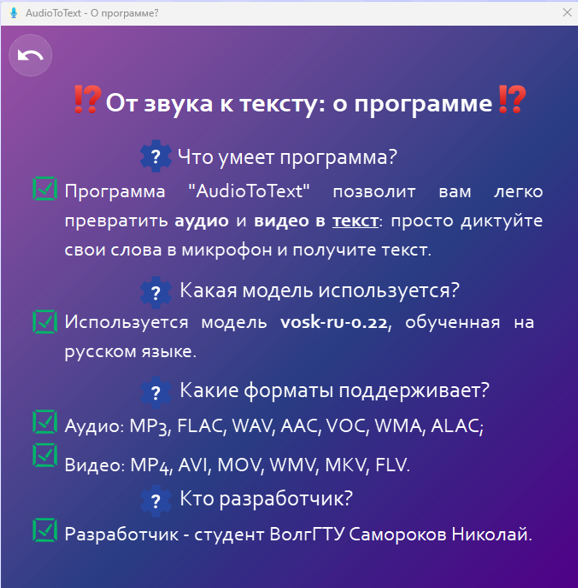 AudioToText - О программе?
⁉От звука к тексту: о программе⁉
? Что умеет программа?
Программа "AudioToText" позволит вам легко
превратить аудио и видео в текст: просто диктуйте
свои слова в микрофон и получите текст.
? Какая модель используется?
Используется модель vosk-ru-0.22, обученная на
русском языке.
? Какие форматы поддерживает?
Аудио: MP3, FLAC, WAV, AAC, VOC, WMA, ALAC;
Видео: MP4, AVI, MOV, WMV, MKV, FLV.
? Кто разработчик?
Разработчик - студент ВолгГТУ Самороков Николай.